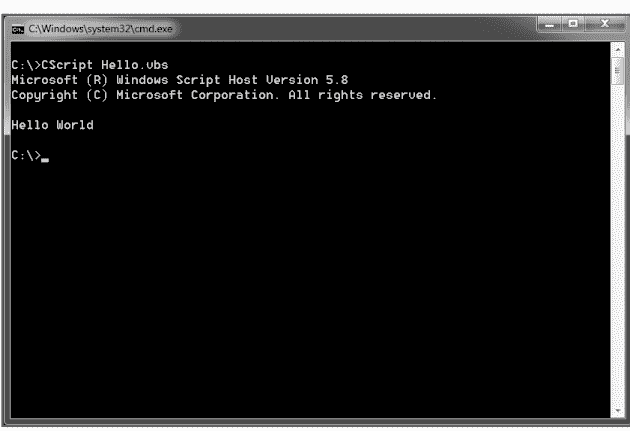 C:\Windows\system32\cmd.exe
C:\>CScript Hello.vbs
Microsoft (R) Windows Script Host Version 5.8
Copyright (C) Microsoft Corporation. All rights reserved.
Hello World
C:\>_